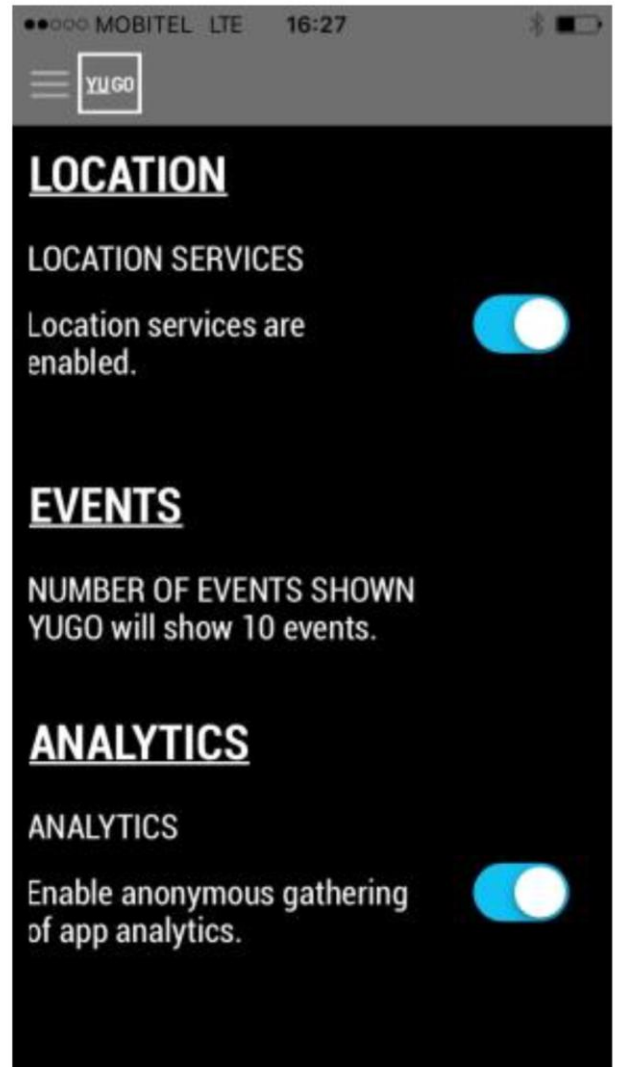 MOBITEL LTE 16:27
YUGO
LOCATION
LOCATION SERVICES
Location services are
enabled.
EVENTS
NUMBER OF EVENTS SHOWN
YUGO will show 10 events.
ANALYTICS
ANALYTICS
Enable anonymous gathering
of app analytics.